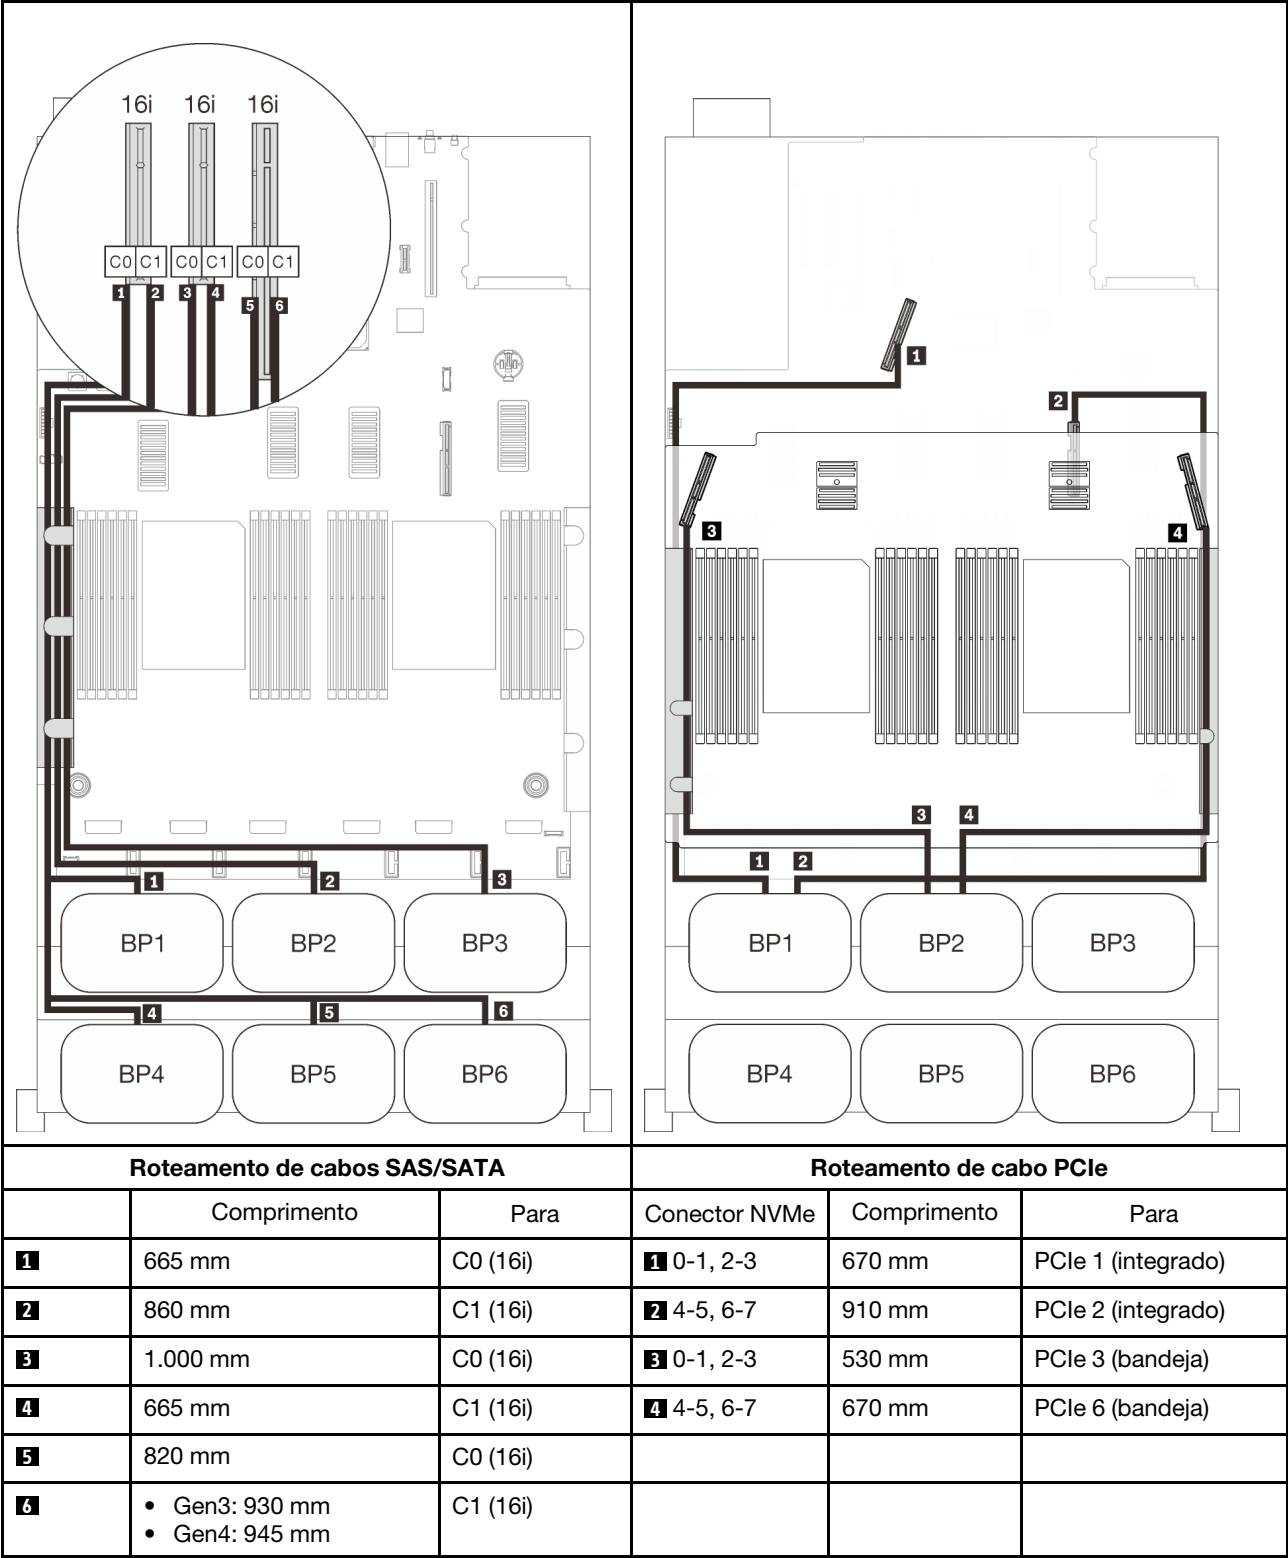 16i 16i 16i
C0 C1 C0 C1 C0 C1
1 2 3 4 5 6
1 2 3
BP1 BP2 BP3
4 5 6
BP4 BP5 BP6
1
2
3 4
3 4
1 2
BP1 BP2 BP3
BP4 BP5 BP6
Roteamento de cabos SAS/SATA Roteamento de cabo PCIe
Comprimento Para Conector NVMe Comprimento Para
1 665 mm C0 (16i) 1 0-1, 2-3 670 mm PCIe 1 (integrado)
2 860 mm C1 (16i) 2 4-5, 6-7 910 mm PCIe 2 (integrado)
3 1.000 mm C0 (16i) 3 0-1, 2-3 530 mm PCIe 3 (bandeja)
4 665 mm C1 (16i) 4 4-5, 6-7 670 mm PCIe 6 (bandeja)
5 820 mm C0 (16i)
6 • Gen3: 930 mm C1 (16i)
• Gen4: 945 mm